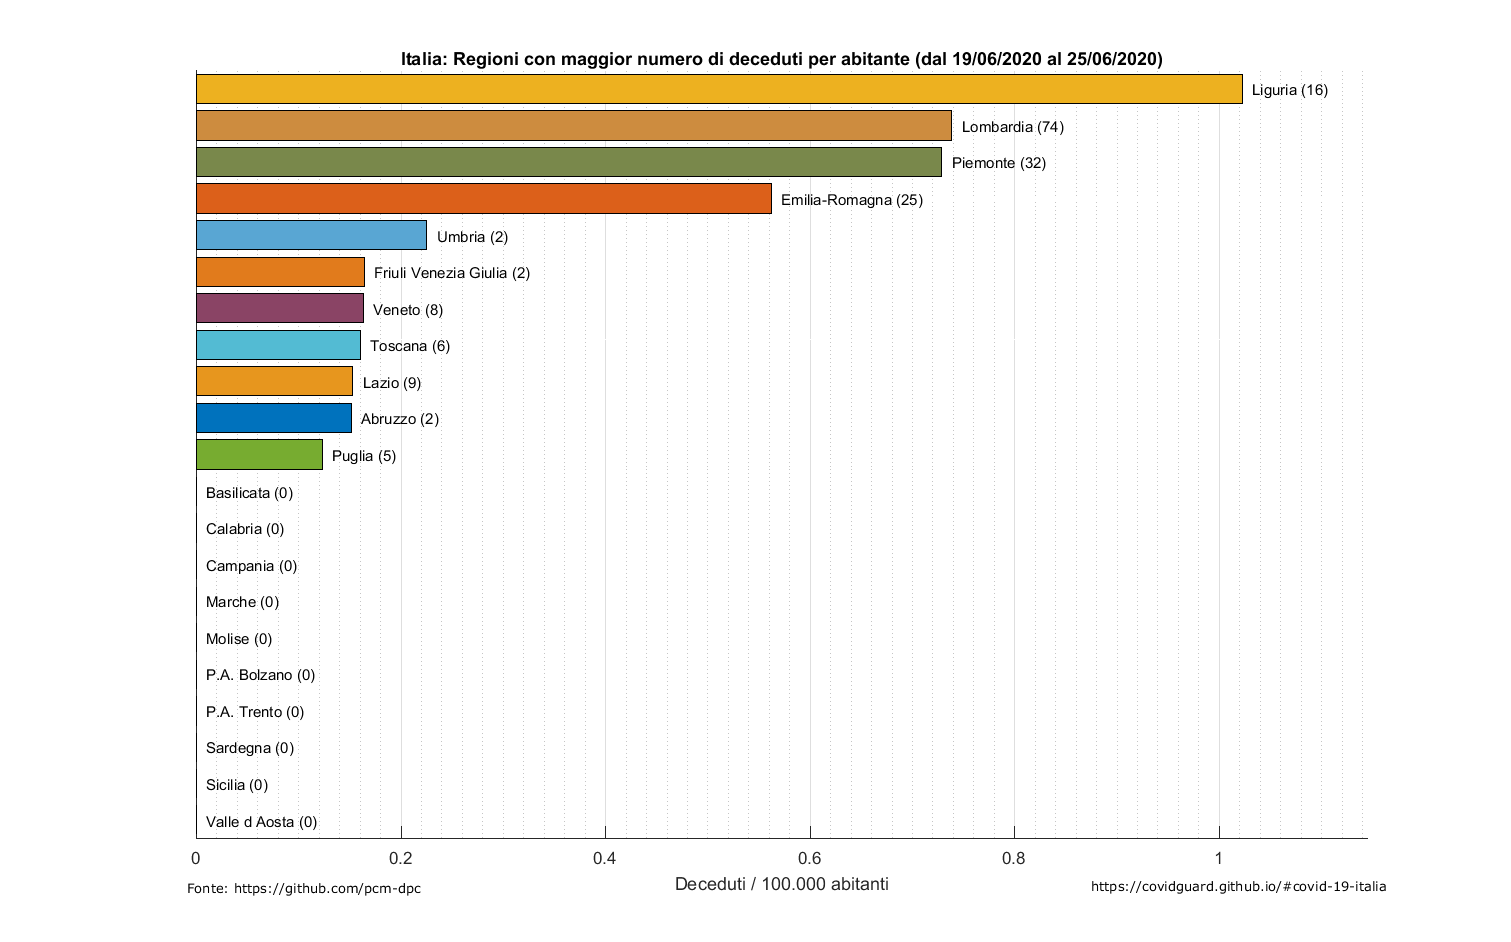 Italia: Regioni con maggior numero di deceduti per abitante (dal 19/06/2020 al 25/06/2020)
Liguria (16)
Lombardia (74)
Piemonte (32)
Emilia-Romagna (25)
Umbria (2)
Friuli Venezia Giulia (2)
Veneto (8)
Toscana (6)
Lazio (9)
Abruzzo (2)
Puglia (5)
Basilicata (0)
Calabria (0)
Campania (0)
Marche (0)
Molise (0)
P.A. Bolzano (0)
P.A. Trento (0)
Sardegna (0)
Sicilia (0)
Valle d Aosta (0)
0 0.2 0.4 0.6 0.8 1
Deceduti / 100.000 abitanti
Fonte: https://github.com/pcm-dpc
https://covidguard.github.io/#covid-19-italia